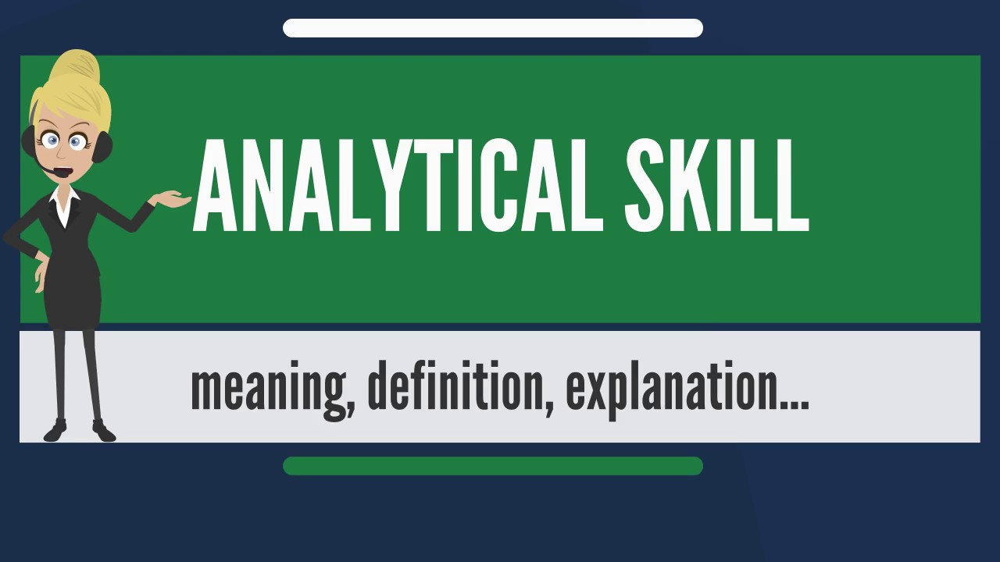 ANALYTICAL SKILL
meaning, definition, explanation...